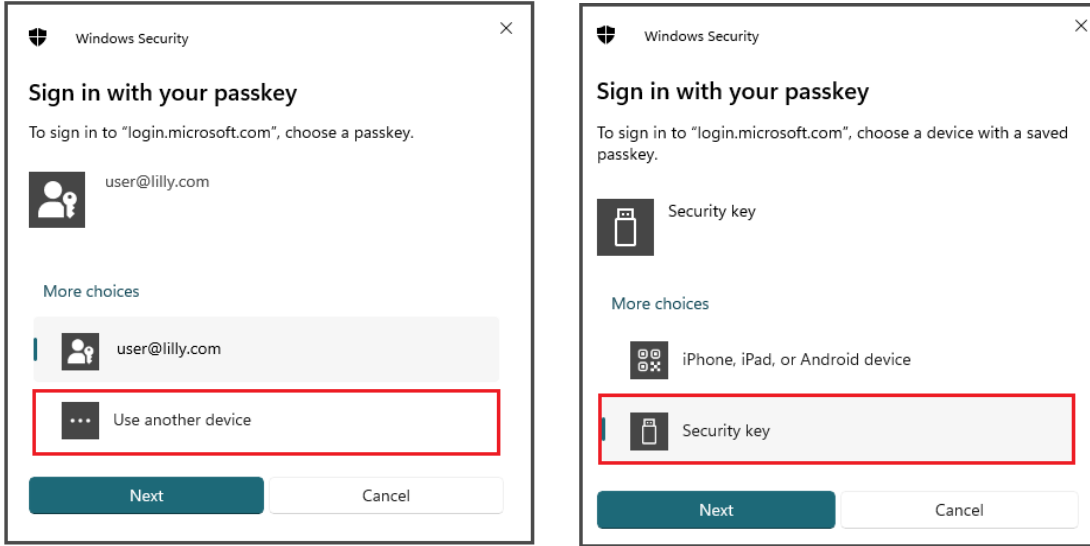 Windows Security
Sign in with your passkey
To sign in to “login.microsoft.com”, choose a passkey.
user@lilly.com
More choices
user@lilly.com
Use another device
Next
Cancel
Windows Security
Sign in with your passkey
To sign in to “login.microsoft.com”, choose a device with a saved
passkey.
Security key
More choices
iPhone, iPad, or Android device
Security key
Next
Cancel